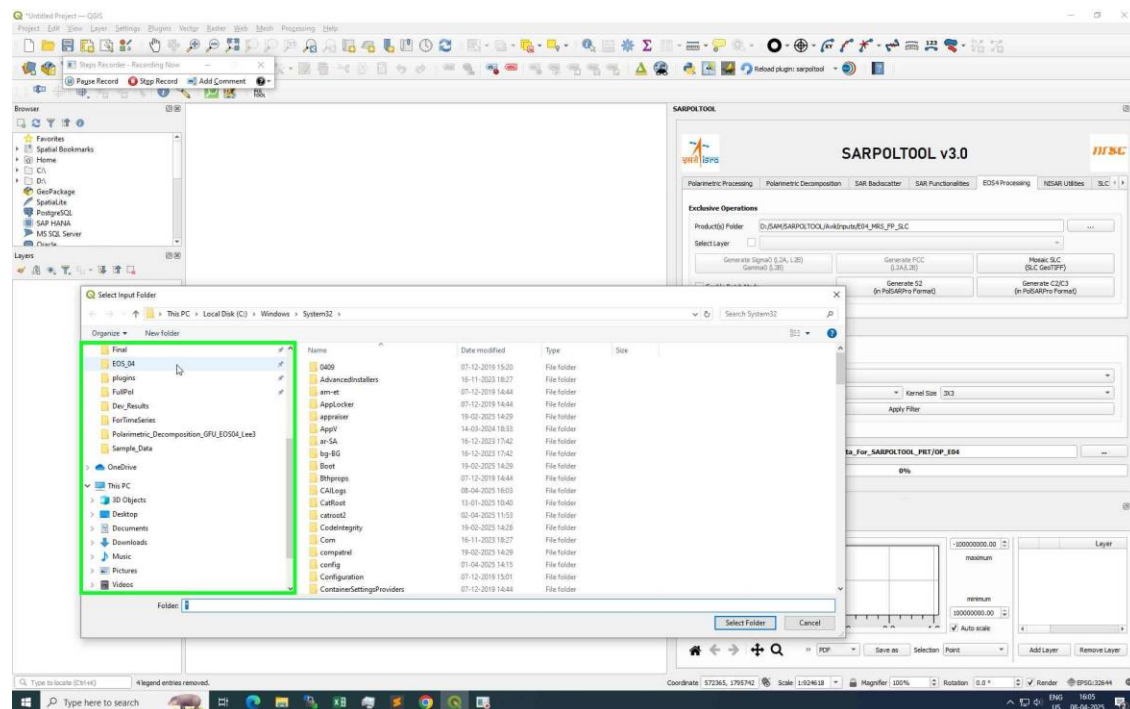 "Untitled Project — QGIS
Project Edit View Layer Settings Plugins Vector Raster Web Mesh Processing Help
Steps Recorder - Recording Now
Pause Record Stop Record Add Comment
Reload plugin: sarpoltool
Browser
Favorites
Spatial Bookmarks
Home
C:\
D:\
GeoPackage
SpatiaLite
PostgreSQL
SAP HANA
MS SQL Server
Oracle
Layers
SARPOLTOOL
इसरो isro
SARPOLTOOL v3.0
nrsc
Polarimetric Processing Polarimetric Decomposition SAR Backscatter SAR Functionalities EOS4 Processing NISAR Utilities SLC
Exclusive Operations
Product(s) Folder D:/SAM/SARPOLTOOL/AvikInputs/E04_MRS_FP_SLC ...
Select Layer
Generate Sigma0 (L2A, L2B) Generate FCC Mosaic SLC
Gamma0 (L2B) (L2A/L2B) (SLC GeoTIFF)
Generate S2 Generate C2/C3
(in PolSARPro Format) (in PolSARPro Format)
Kernel Size 3X3
Apply Filter
ta_For_SARPOLTOOL_PRT/OP_E04 ...
0%
Select Input Folder
This PC > Local Disk (C:) > Windows > System32 >
Search System32
Organize New folder
Final
EOS_04
plugins
FullPol
Dev_Results
ForTimeSeries
Polarimetric_Decomposition_GFU_EOS04_Lee3
Sample_Data
OneDrive
This PC
3D Objects
Desktop
Documents
Downloads
Music
Pictures
Videos
Name Date modified Type Size
0409 07-12-2019 15:20 File folder
AdvancedInstallers 16-11-2023 18:27 File folder
am-et 07-12-2019 14:44 File folder
AppLocker 07-12-2019 14:44 File folder
appraiser 19-02-2025 14:29 File folder
AppV 14-03-2024 18:33 File folder
ar-SA 16-12-2023 17:42 File folder
bg-BG 16-12-2023 17:42 File folder
Boot 19-02-2025 14:29 File folder
Bthprops 07-12-2019 14:44 File folder
CAILogs 08-04-2025 16:03 File folder
CatRoot 13-01-2025 10:40 File folder
catroot2 02-04-2025 11:53 File folder
CodeIntegrity 19-02-2025 14:28 File folder
Com 16-11-2023 18:27 File folder
compatrel 19-02-2025 14:29 File folder
config 01-04-2025 14:15 File folder
Configuration 07-12-2019 15:01 File folder
ContainerSettingsProviders 07-12-2019 14:44 File folder
Folder:
Select Folder Cancel
-100000000.00
maximum
minimum
100000000.00
Auto scale
Layer
PDF Save as Selection Point Add Layer Remove Layer
Type to locate (Ctrl+K) 4 legend entries removed. Coordinate 572365, 1795742 Scale 1:924618 Magnifier 100% Rotation 0.0 ° Render EPSG:32644
Type here to search
ENG 16:05
US 08-04-2025